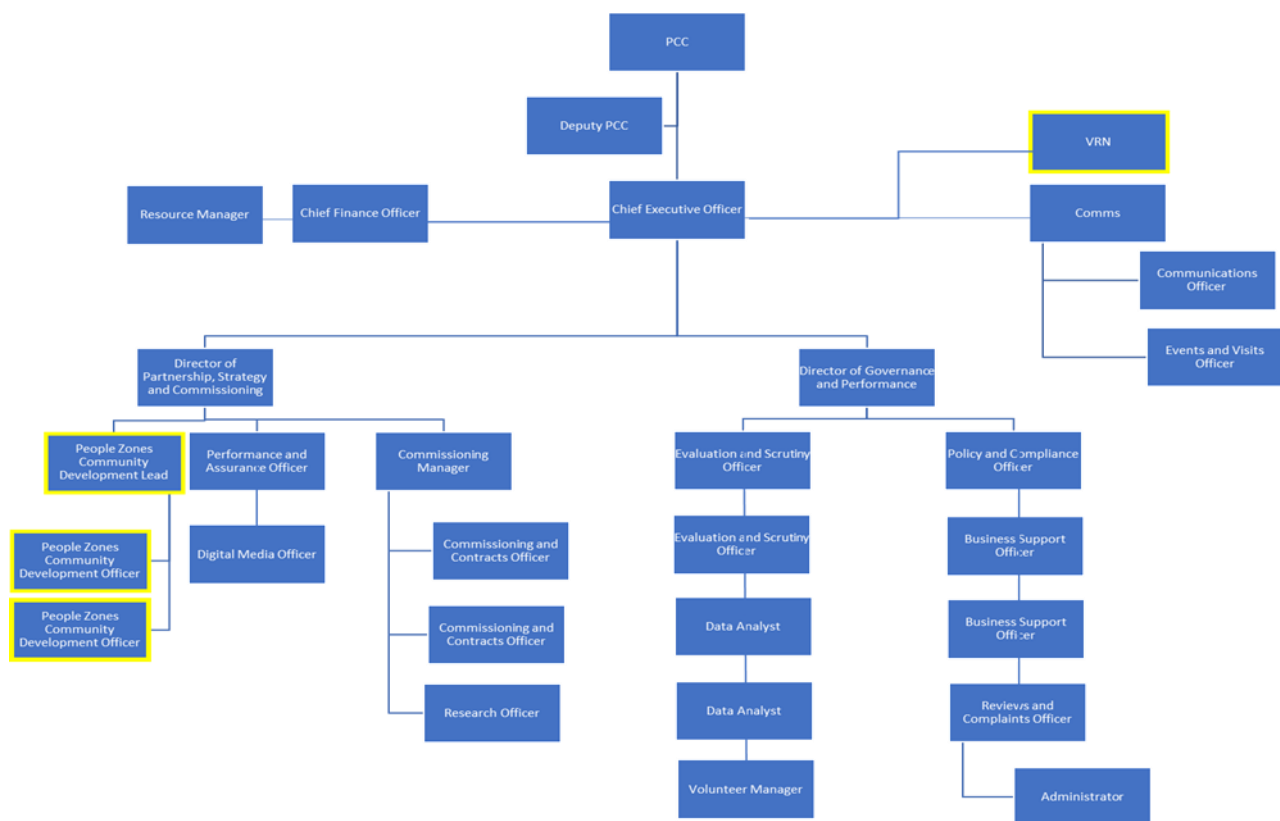 PCC
Deputy PCC
VRN
Resource Manager
Chief Finance Officer
Chief Executive Officer
Comms
Communications
Officer
Events and Visits
Officer
Director of
Partnership, Strategy
and Commissioning
Director of Governance
and Performance
People Zones
Community
Development Lead
Performance and
Assurance Officer
Commissioning
Manager
Evaluation and Scrutiny
Officer
Policy and Compliance
Officer
People Zones
Community
Development Officer
Digital Media Officer
Commissioning and
Contracts Officer
Evaluation and Scrutiny
Officer
Business Support
Officer
People Zones
Community
Development Officer
Commissioning and
Contracts Officer
Data Analyst
Business Support
Officer
Research Officer
Data Analyst
Reviews and
Complaints Officer
Volunteer Manager
Administrator